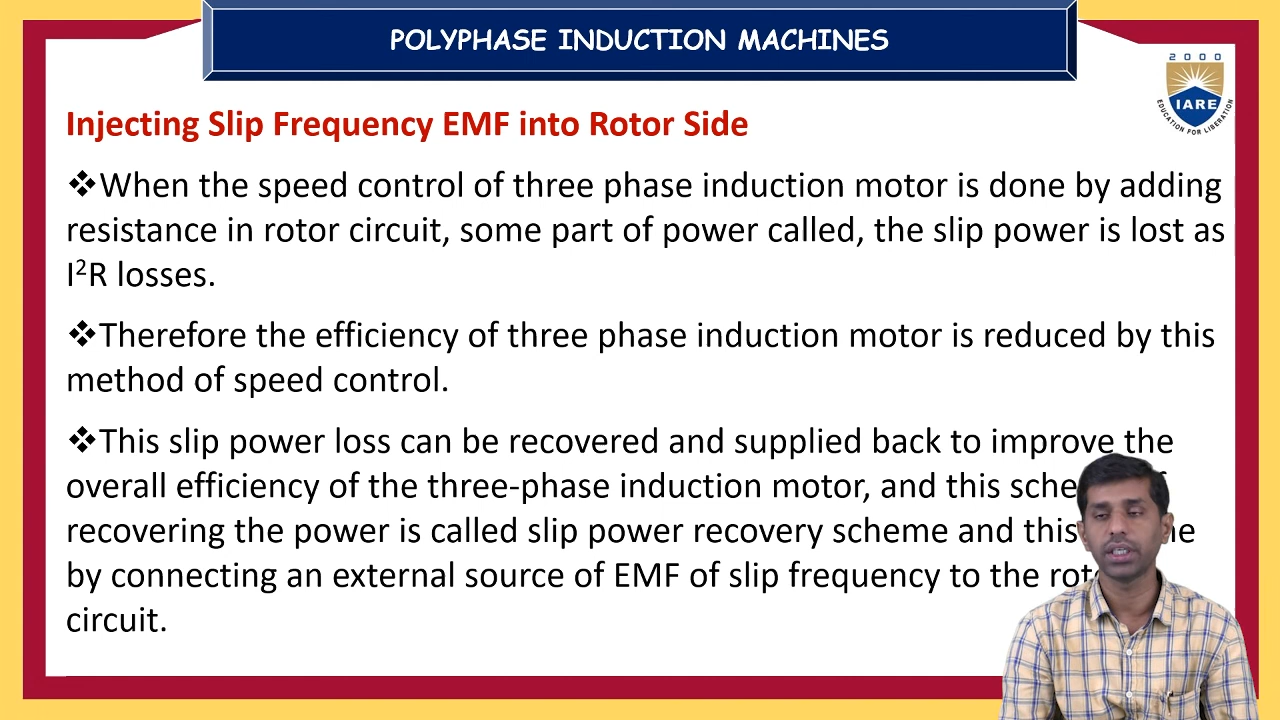 POLYPHASE INDUCTION MACHINES
2000
IARE
EDUCATION FOR LIBERATION
Injecting Slip Frequency EMF into Rotor Side
❖When the speed control of three phase induction motor is done by adding
resistance in rotor circuit, some part of power called, the slip power is lost as
I²R losses.
❖Therefore the efficiency of three phase induction motor is reduced by this
method of speed control.
❖This slip power loss can be recovered and supplied back to improve the
overall efficiency of the three-phase induction motor, and this
recovering the power is called slip power recovery scheme and this
by connecting an external source of EMF of slip frequency to the
circuit.